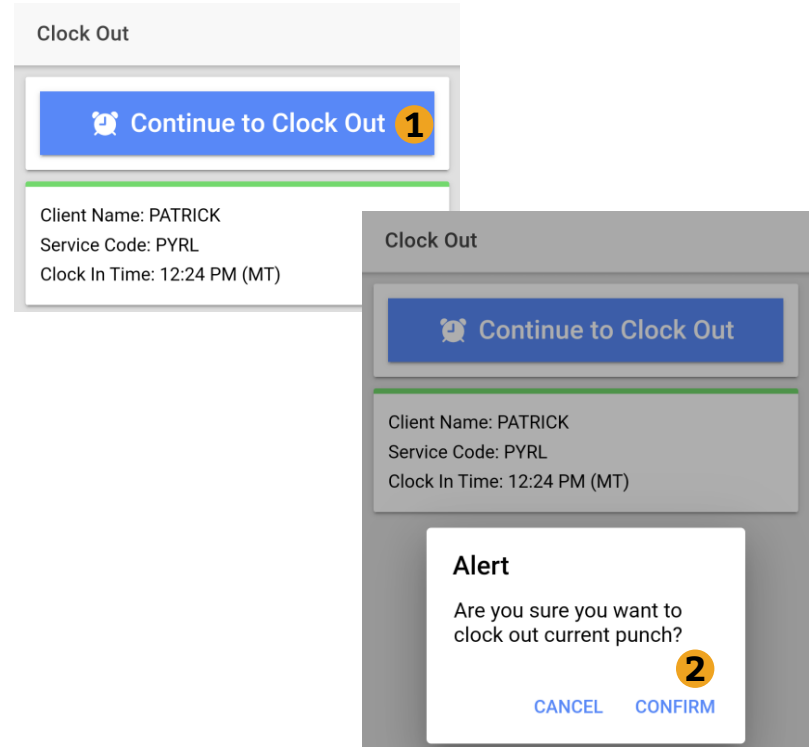 Clock Out
Continue to Clock Out 1
Client Name: PATRICK
Service Code: PYRL
Clock In Time: 12:24 PM (MT)
Clock Out
Continue to Clock Out
Client Name: PATRICK
Service Code: PYRL
Clock In Time: 12:24 PM (MT)
Alert
Are you sure you want to
clock out current punch?
2
CANCEL CONFIRM